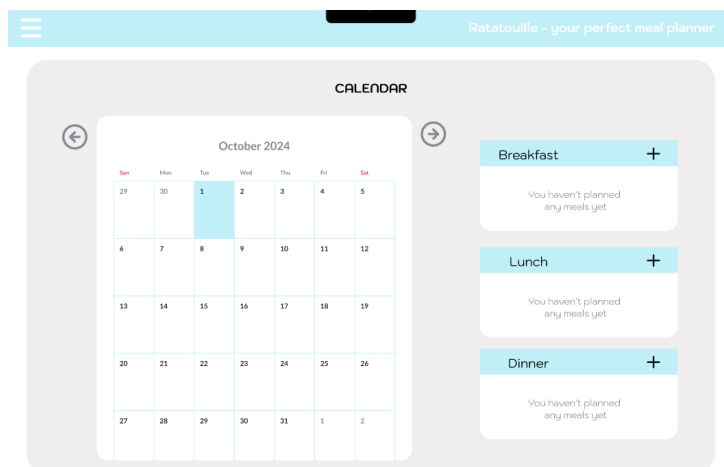 Ratatouille - your perfect meal planner
CALENDAR
October 2024
Sun Mon Tue Wed Thu Fri Sat
29 30 1 2 3 4 5
6 7 8 9 10 11 12
13 14 15 16 17 18 19
20 21 22 23 24 25 26
27 28 29 30 31 1 2
Breakfast
You haven't planned
any meals yet
Lunch
You haven't planned
any meals yet
Dinner
You haven't planned
any meals yet